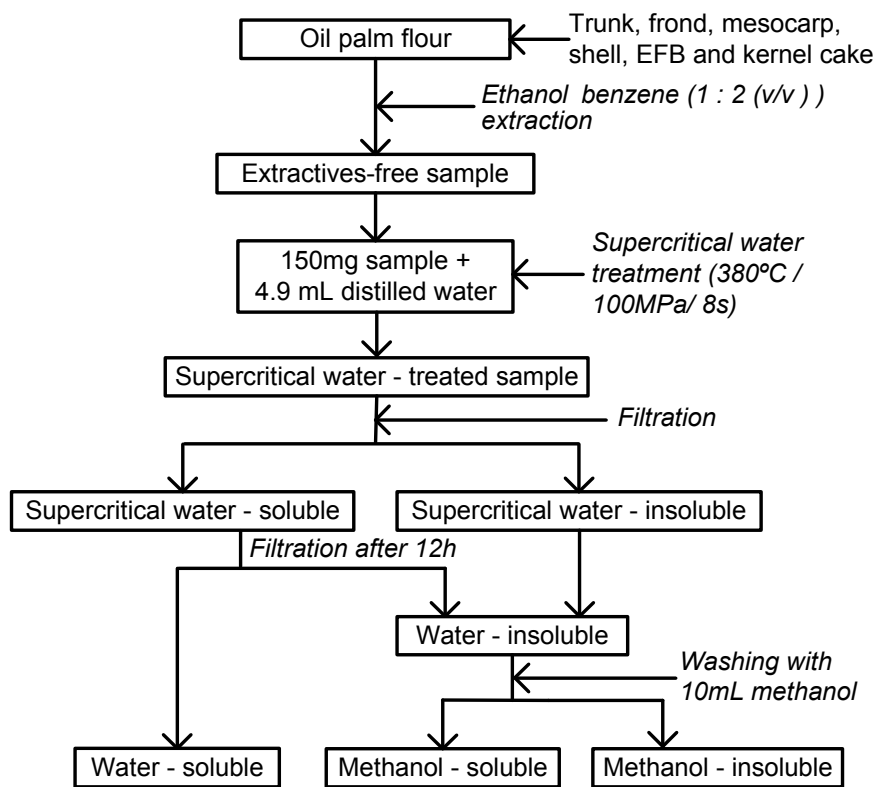 Oil palm flour
Trunk, frond, mesocarp,
shell, EFB and kernel cake
Ethanol benzene (1 : 2 (v/v ) )
extraction
Extractives-free sample
150mg sample +
4.9 mL distilled water
Supercritical water
treatment (380ºC /
100MPa/ 8s)
Supercritical water - treated sample
Filtration
Supercritical water - soluble
Supercritical water - insoluble
Filtration after 12h
Water - insoluble
Washing with
10mL methanol
Water - soluble
Methanol - soluble
Methanol - insoluble